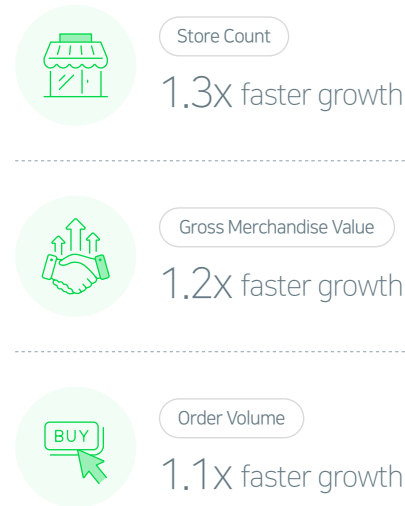 Store Count
1.3x faster growth
Gross Merchandise Value
1.2x faster growth
BUY
Order Volume
1.1x faster growth